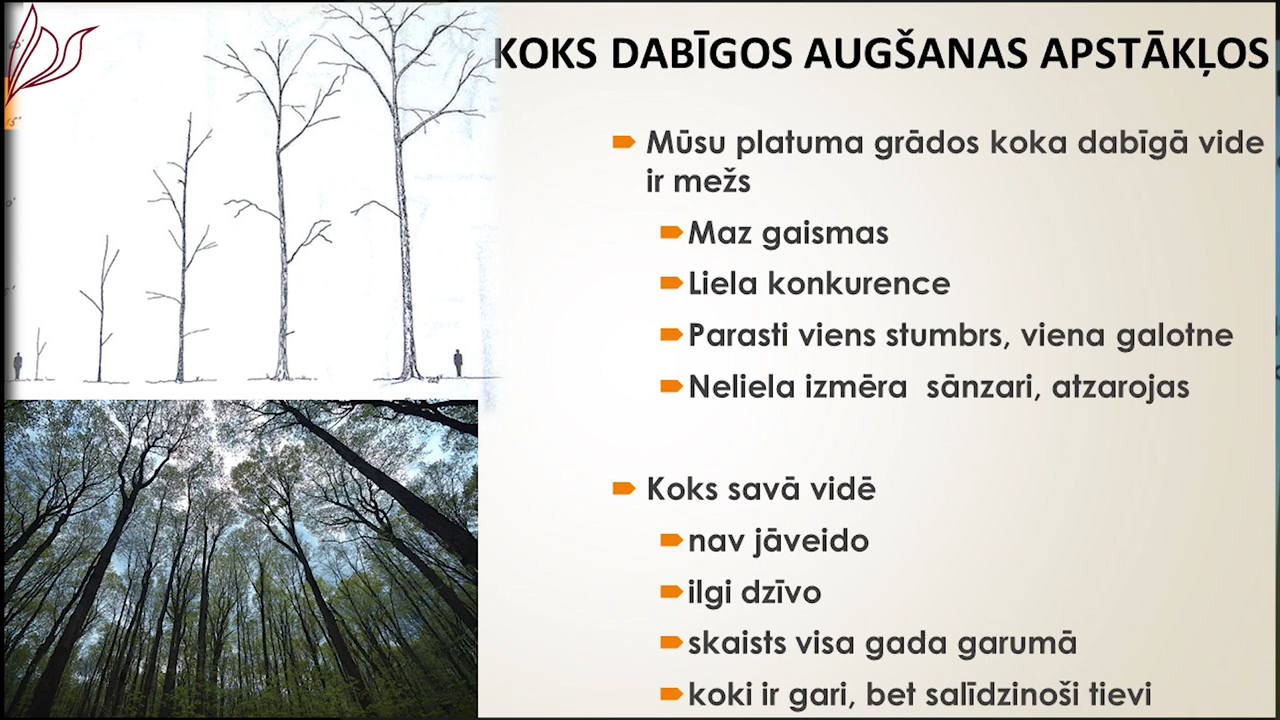 KOKS DABĪGOS AUGŠANAS APSTĀKĻOS
Mūsu platuma grādos koka dabīgā vide
ir mežs
Maz gaismas
Liela konkurence
Parasti viens stumbrs, viena galotne
Neliela izmēra sānzari, atzarojas
Koks savā vidē
nav jāveido
ilgi dzīvo
skaists visa gada garumā
koki ir gari, bet salīdzinoši tievi